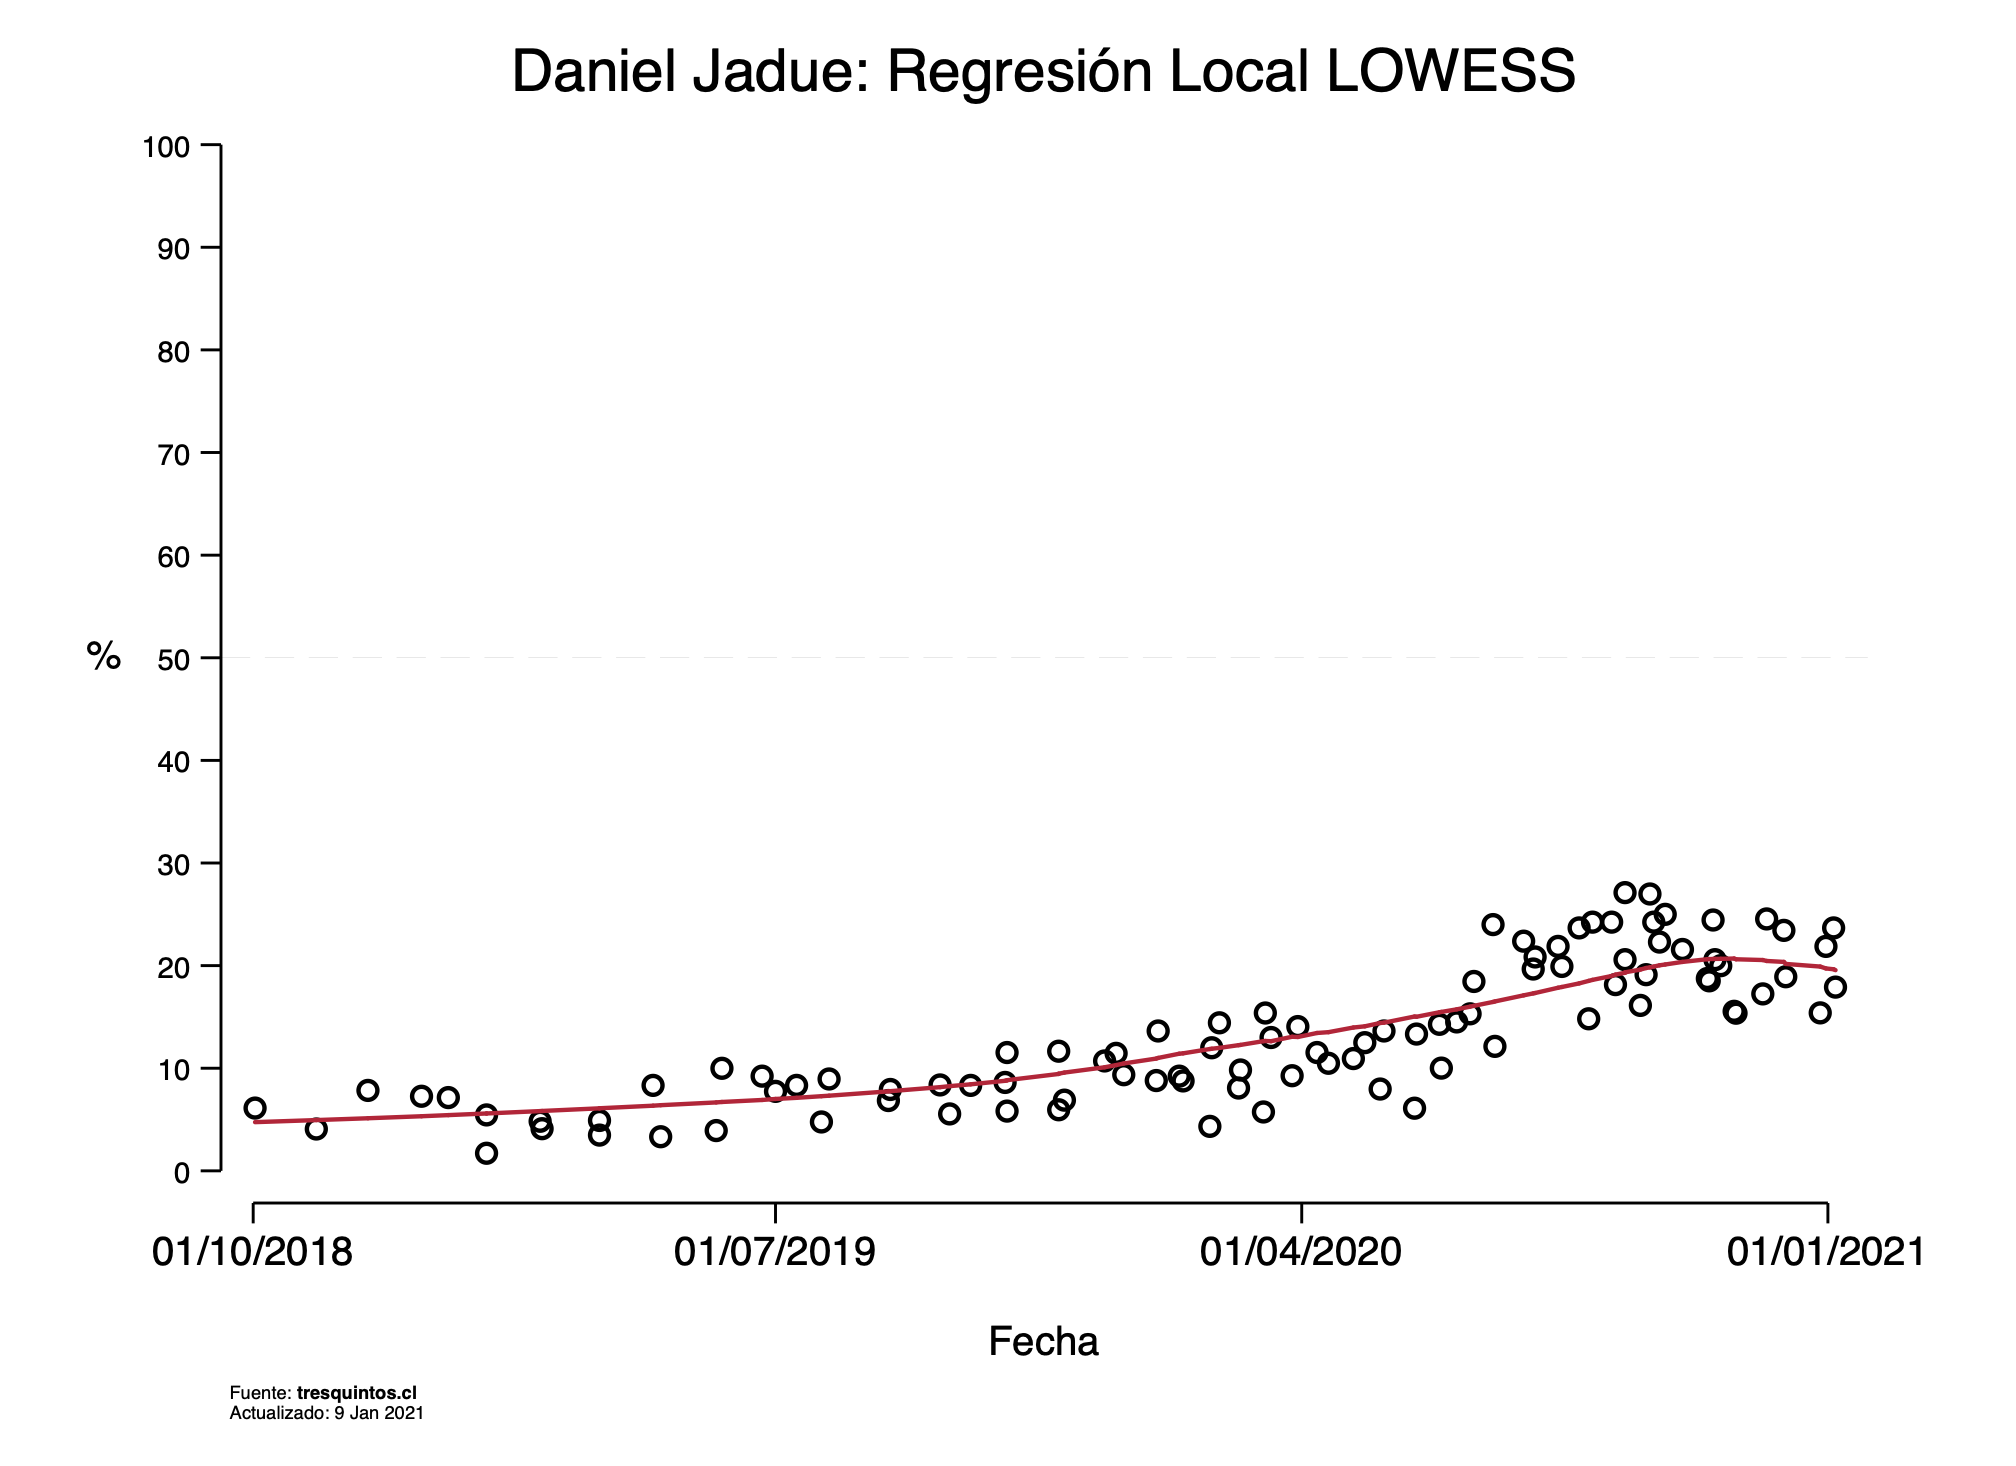 Daniel Jadue: Regresión Local LOWESS
100
90
80
70
60
%
50
40
30
20
10
0
01/10/2018 01/07/2019 01/04/2020 01/01/2021
Fecha
Fuente: tresquintos.cl
Actualizado: 9 Jan 2021